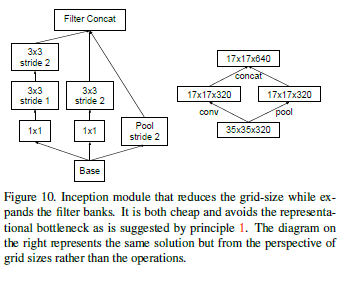 Filter Concat
3x3
stride 2
3x3
stride 1
3x3
stride 2
1x1
1x1
Pool
stride 2
Base
17x17x640
concat
17x17x320
17x17x320
conv
pool
35x35x320
Figure 10. Inception module that reduces the grid-size while ex-
pands the filter banks. It is both cheap and avoids the representa-
tional bottleneck as is suggested by principle 1. The diagram on
the right represents the same solution but from the perspective of
grid sizes rather than the operations.